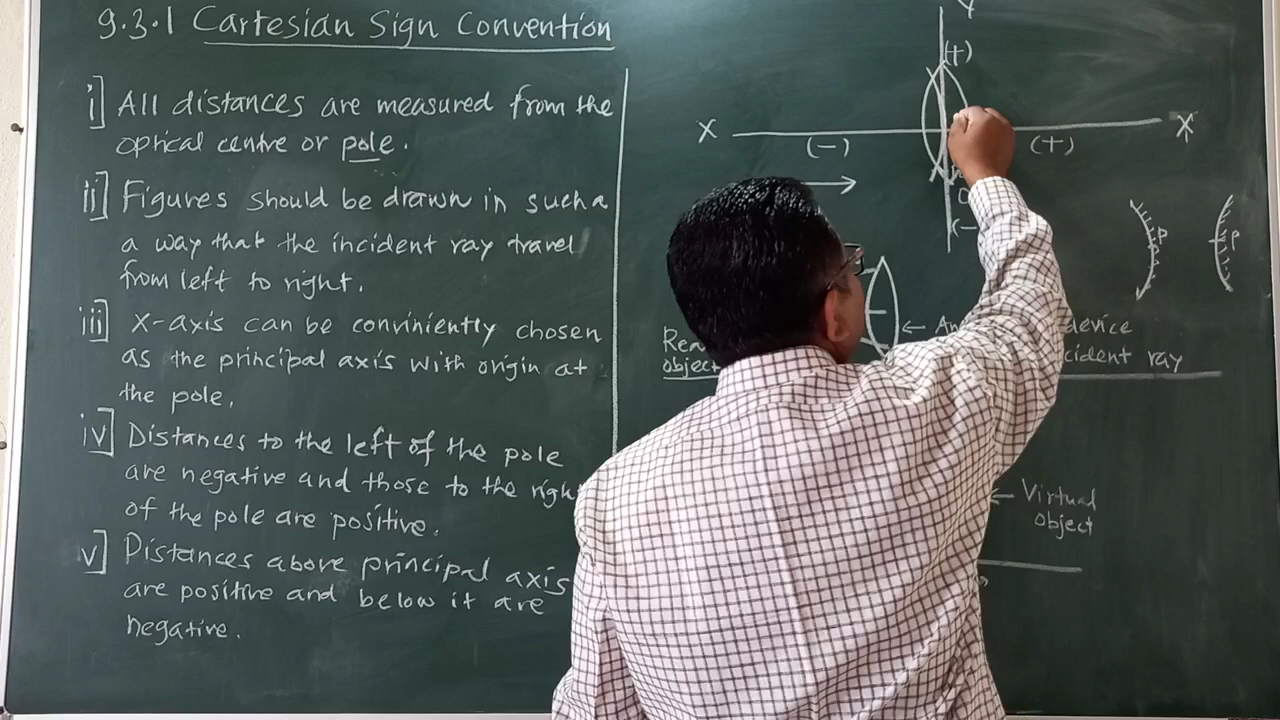 9.3.1 Cartesian Sign Convention
i] All distances are measured from the
optical centre or pole.
ii] Figures should be drawn in such a
a way that the incident ray travel
from left to right.
iii] X-axis can be conviniently chosen
as the principal axis with origin at
the pole.
iv] Distances to the left of the pole
are negative and those to the right
of the pole are positive.
v] Distances above principal axis
are positive and below it are
negative.
Y
(+)
X X
(-) (+)
(-
P P
device
object cident ray
Virtual
object